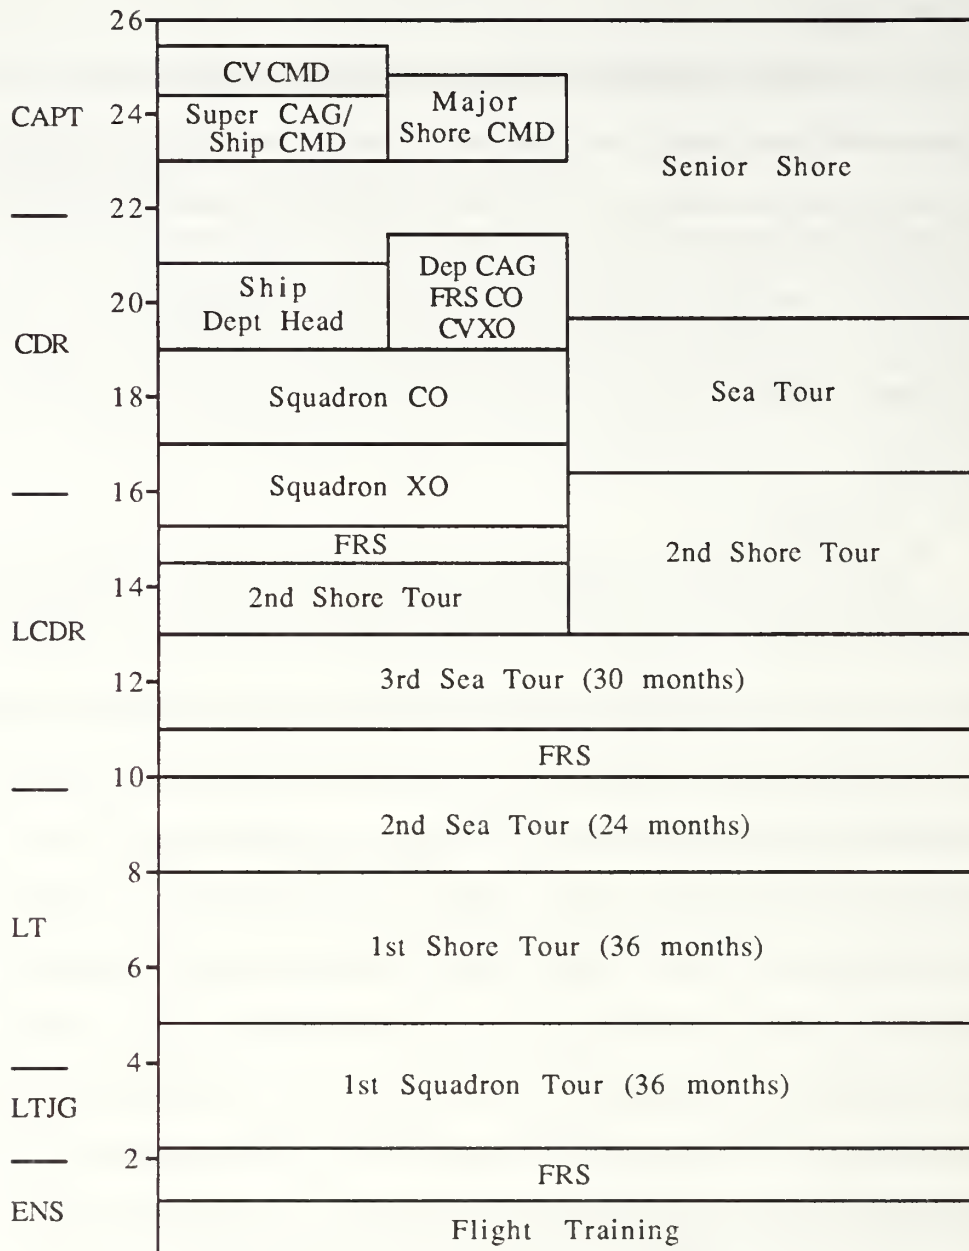 26
CV CMD
CAPT
24
Super CAG/
Ship CMD
Major
Shore CMD
Senior Shore
22
Ship
Dept Head
Dep CAG
FRS CO
CVXO
20
CDR
18
Squadron CO
Sea Tour
16
Squadron XO
FRS
2nd Shore Tour
14
2nd Shore Tour
LCDR
12
3rd Sea Tour (30 months)
FRS
10
2nd Sea Tour (24 months)
8
LT
1st Shore Tour (36 months)
6
4
1st Squadron Tour (36 months)
LTJG
2
FRS
ENS
Flight Training